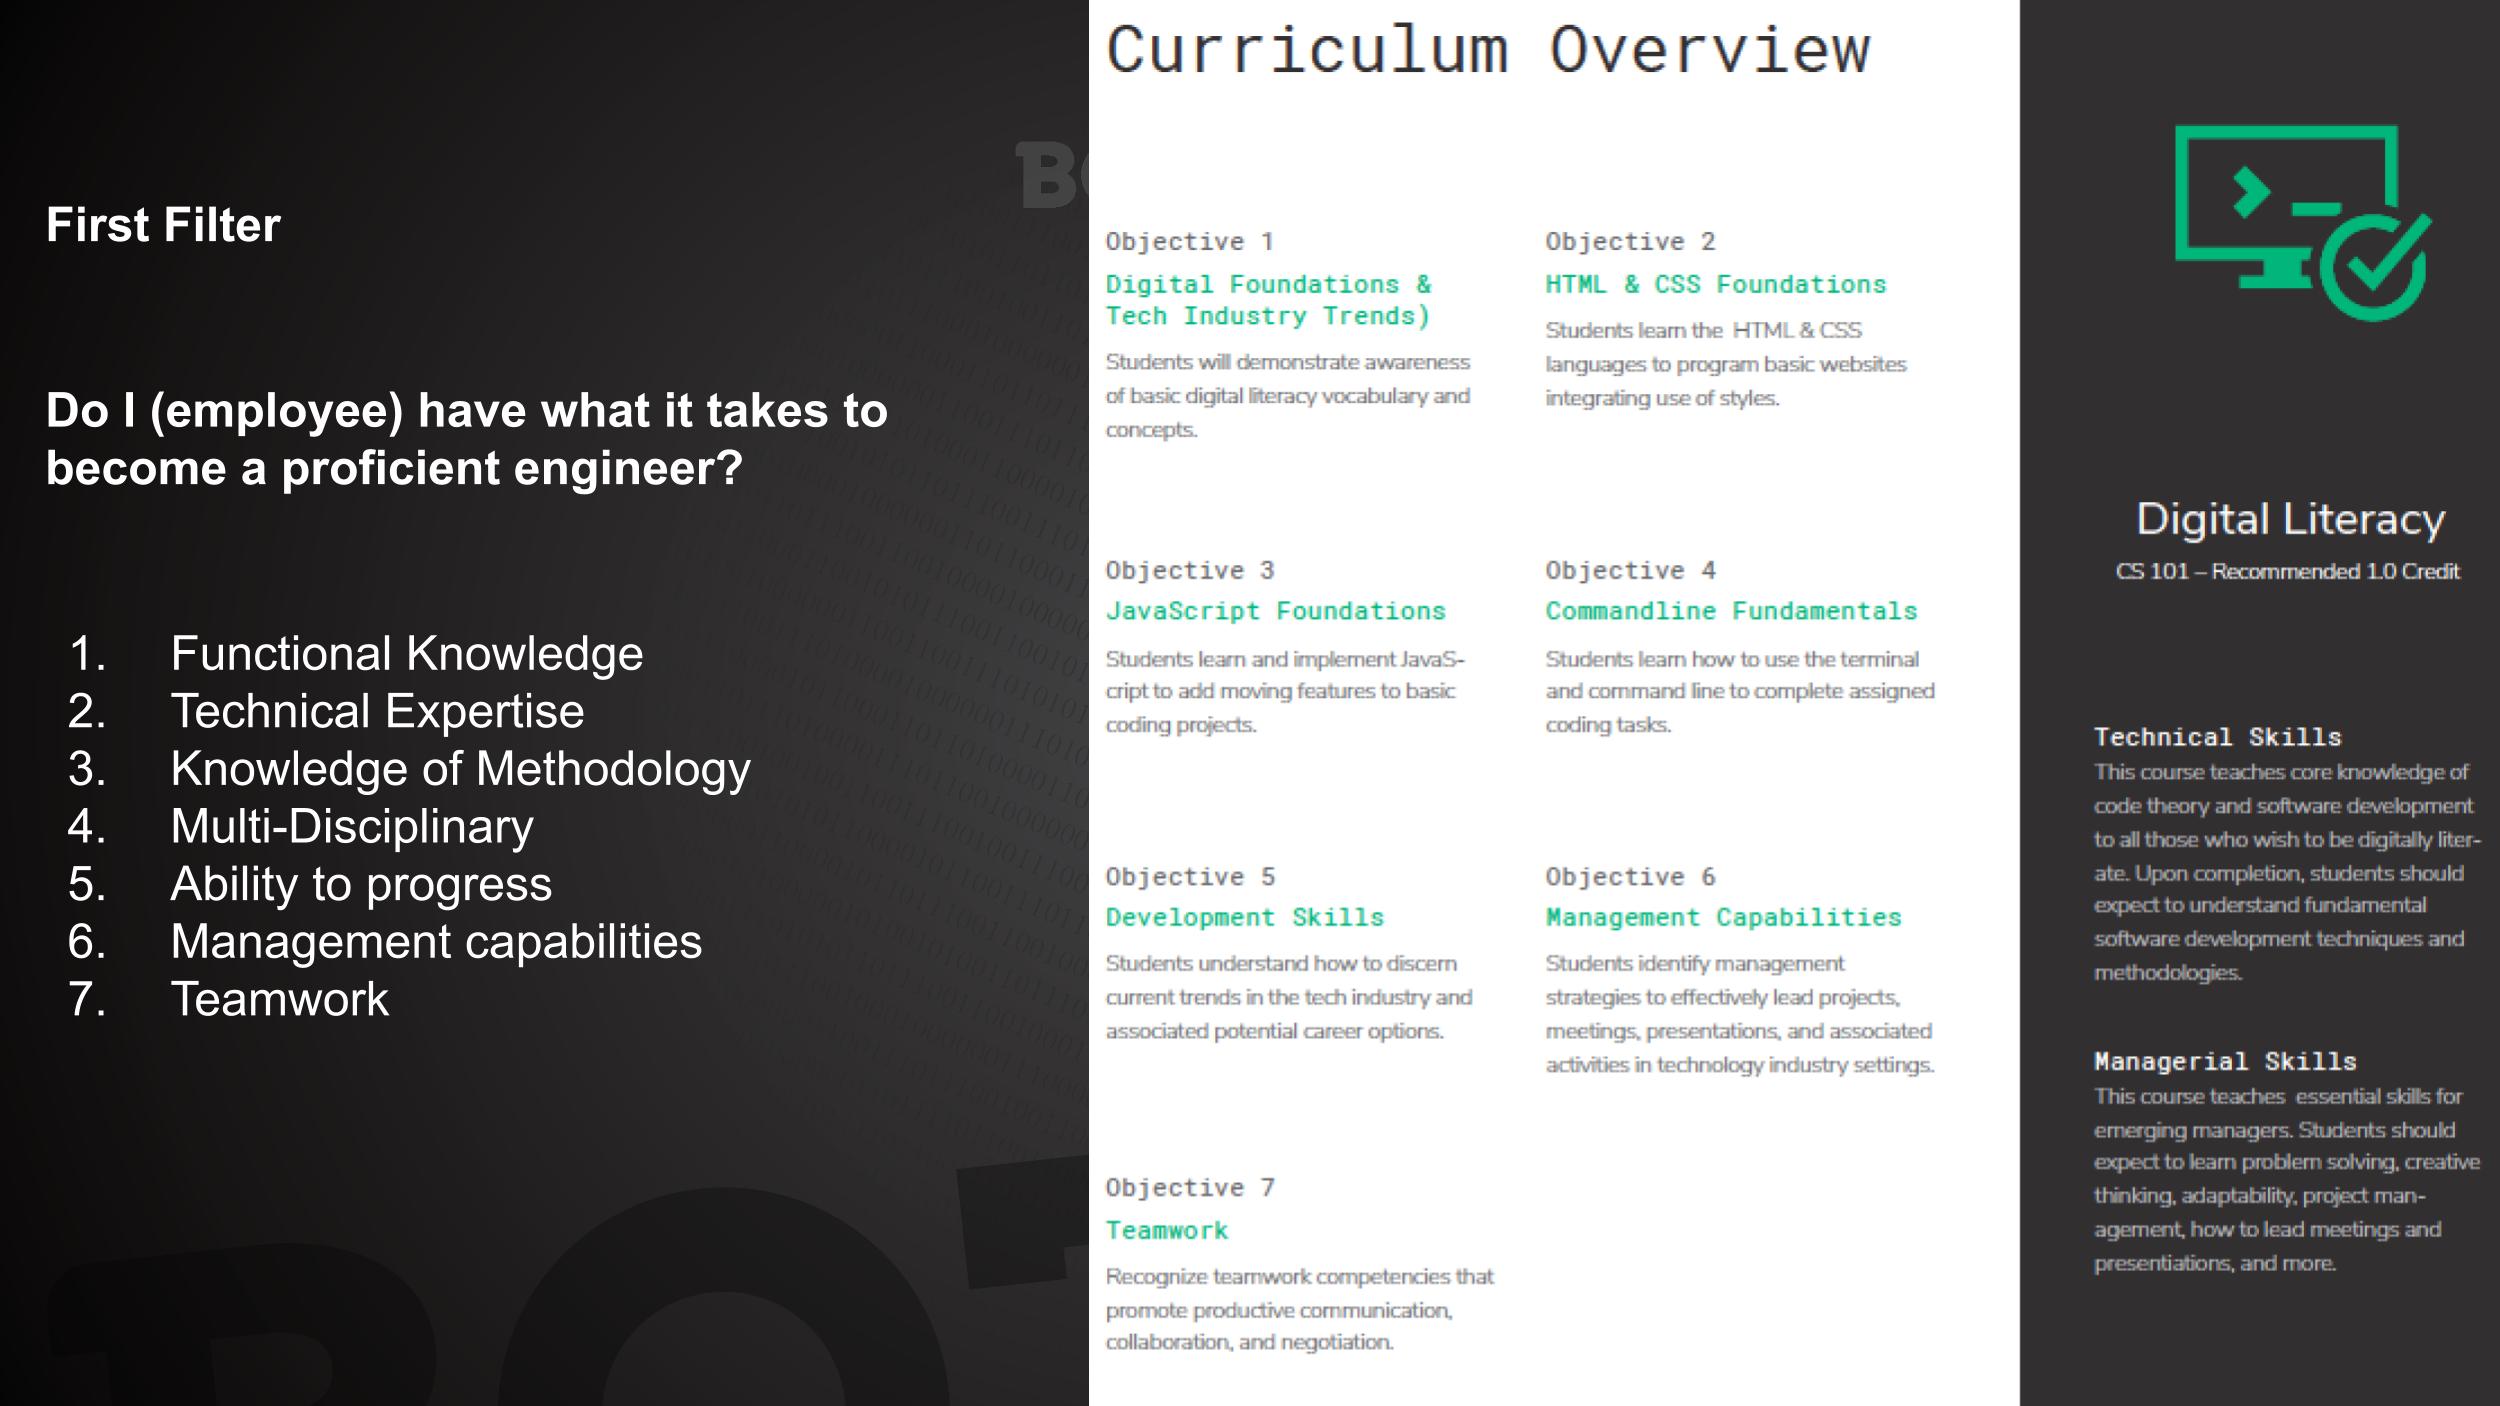 First Filter
Do I (employee) have what it takes to
become a proficient engineer?
1. Functional Knowledge
2. Technical Expertise
3. Knowledge of Methodology
4. Multi-Disciplinary
5. Ability to progress
6. Management capabilities
7. Teamwork
Curriculum Overview
Objective 1
Digital Foundations &
Tech Industry Trends)
Students will demonstrate awareness
of basic digital literacy vocabulary and
concepts.
Objective 2
HTML & CSS Foundations
Students learn the HTML & CSS
languages to program basic websites
integrating use of styles.
Objective 3
JavaScript Foundations
Students learn and implement JavaS-
cript to add moving features to basic
coding projects.
Objective 4
Commandline Fundamentals
Students learn how to use the terminal
and command line to complete assigned
coding tasks.
Objective 5
Development Skills
Students understand how to discern
current trends in the tech industry and
associated potential career options.
Objective 6
Management Capabilities
Students identify management
strategies to effectively lead projects,
meetings, presentations, and associated
activities in technology industry settings.
Objective 7
Teamwork
Recognize teamwork competencies that
promote productive communication,
collaboration, and negotiation.
Digital Literacy
CS 101 – Recommended 1.0 Credit
Technical Skills
This course teaches core knowledge of
code theory and software development
to all those who wish to be digitally liter-
ate. Upon completion, students should
expect to understand fundamental
software development techniques and
methodologies.
Managerial Skills
This course teaches essential skills for
emerging managers. Students should
expect to learn problem solving, creative
thinking, adaptability, project man-
agement, how to lead meetings and
presentiations, and more.